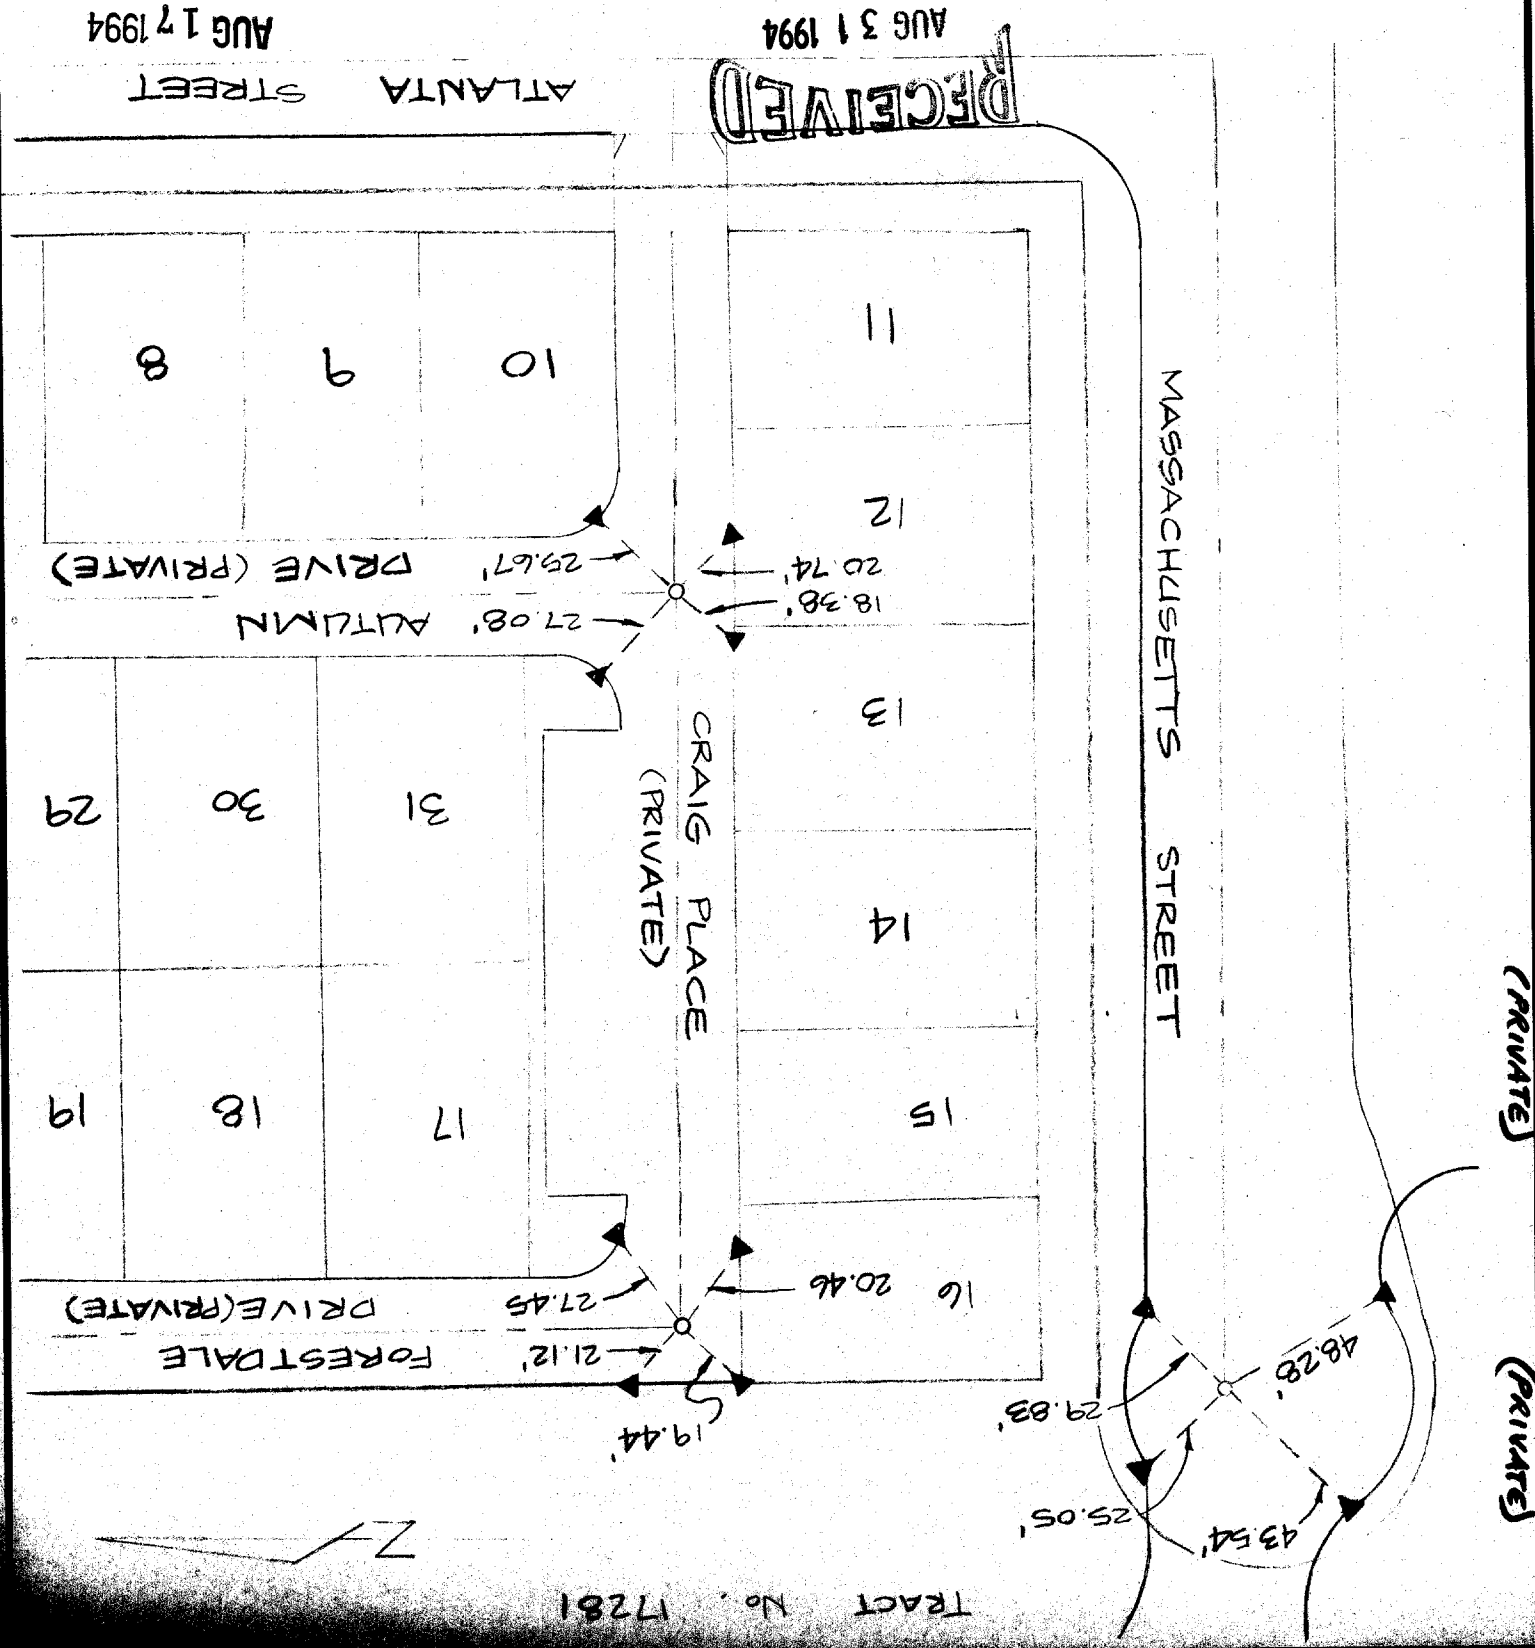 TRACT No. 17281
N
43.54'
25.05'
19.44'
29.83'
48.28'
(PRIVATE)
FORESTDALE
DRIVE (PRIVATE)
21.12'
27.45
20.46
16
15
17
18
19
(PRIVATE)
14
13
31
30
29
CRAIG PLACE
(PRIVATE)
MASSACHUSETTS STREET
AUTUMN
DRIVE (PRIVATE)
27.08'
25.67'
18.38'
20.74'
12
11
10
9
8
ATLANTA STREET
RECEIVED
AUG 31 1994
AUG 17 1994